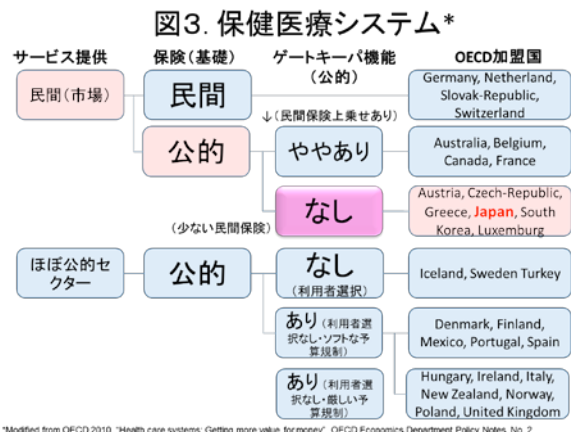 図3. 保健医療システム*
サービス提供
保険(基礎)
ゲートキーパ機能
(公的)
OECD加盟国
民間(市場)
民間
Germany, Netherland,
Slovak-Republic,
Switzerland
↓(民間保険上乗せあり)
公的
ややあり
Australia, Belgium,
Canada, France
(少ない民間保険)
なし
Austria, Czech-Republic,
Greece, Japan, South
Korea, Luxemburg
ほぼ公的セ
クター
公的
なし
(利用者選択)
Iceland, Sweden Turkey
あり(利用者選
択なし・ソフトな予
算規制)
Denmark, Finland,
Mexico, Portugal, Spain
あり(利用者選
択なし・厳しい予
算規制)
Hungary, Ireland, Italy,
New Zealand, Norway,
Poland, United Kingdom
*Modified from OECD 2010, "Health care systems: Getting more value for money", OECD Economics Department Policy Notes, No. 2